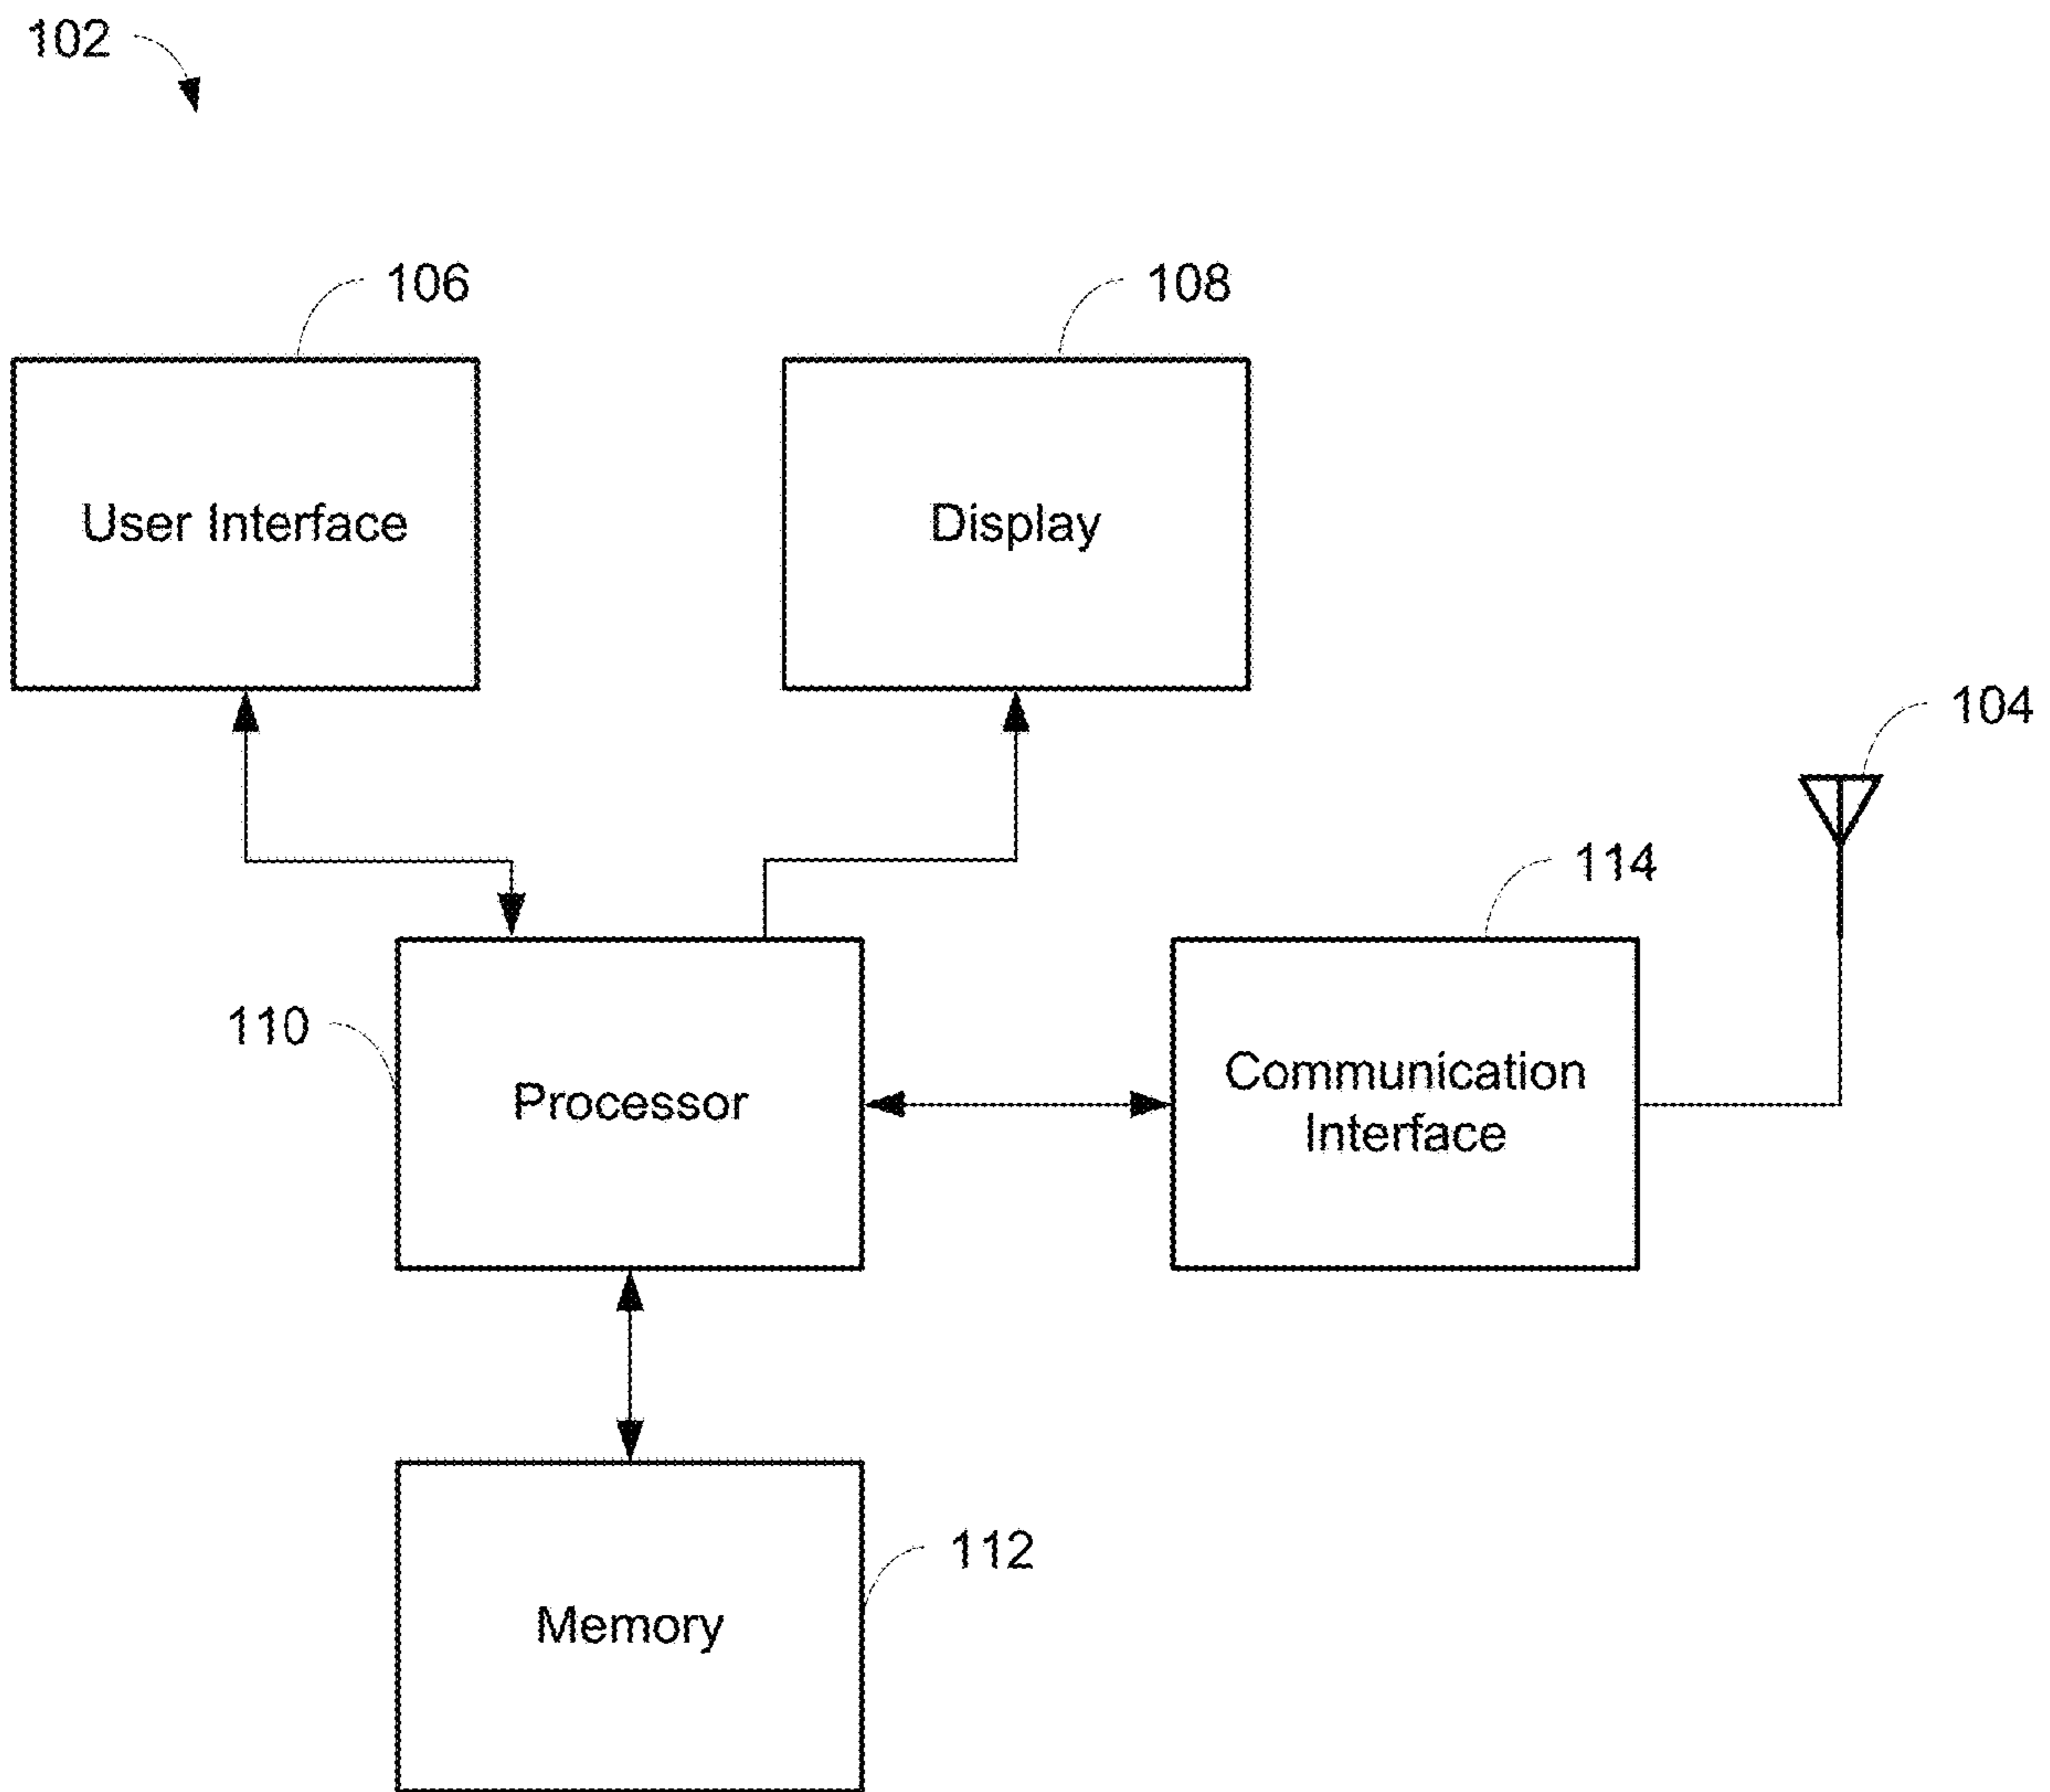 102
106
108
User Interface
Display
104
114
110
Processor
Communication
Interface
112
Memory